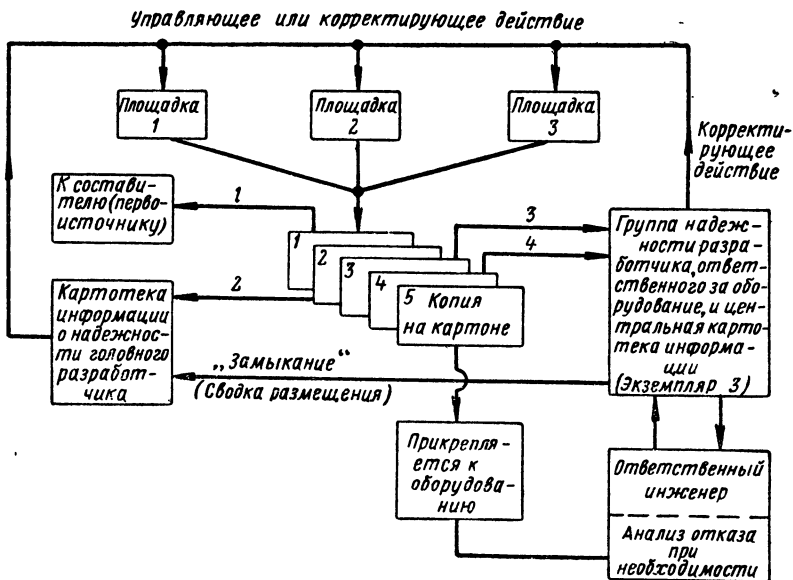 Управляющее или корректирующее действие
Площадка
1
Площадка
2
Площадка
3
Корректи-
рующее
действие
К состави-
телю (перво-
источнику)
1
2
3
4
1
2
3
4
5 Копия
на картоне
Группа надеж-
ности разра-
ботчика, ответ-
ственного за обо-
рудование, и цен-
тральная карто-
тека информа-
ции
(Экземпляр 3)
Картотека
информации
о надежнос-
ти головного
разработ-
чика
„Замыкание“
(Сводка размещения)
Прикрепля-
ется к
оборудова-
нию
Ответственный
инженер
Анализ отказа
при
необходимости